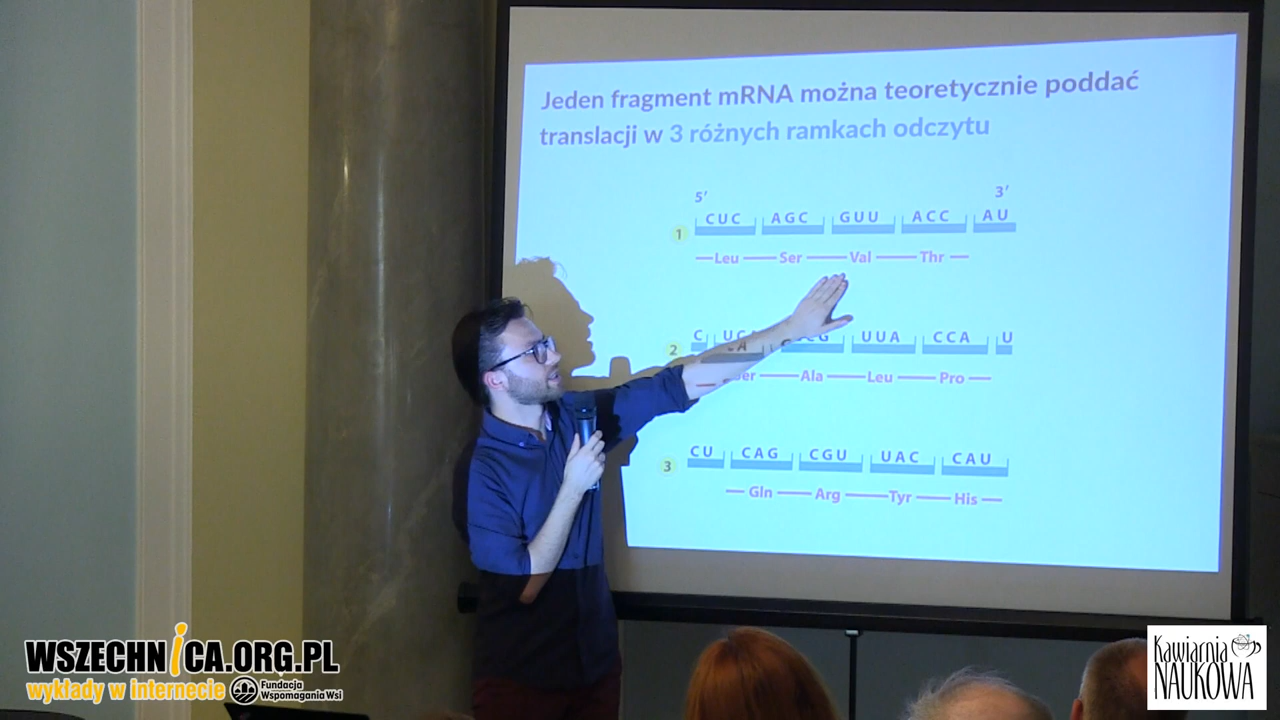 Jeden fragment mRNA można teoretycznie poddać
translacji w 3 różnych ramkach odczytu
5′ 3′
1 CUC AGC GUU ACC AU
Leu Ser Val Thr
2 C UUA CCA U
Ala Leu Pro
3 CU CAG CGU UAC CAU
Gln Arg Tyr His
WSZECHNiCA.ORG.PL
wykłady w internecie Fundacja
Wspomagania Wsi
Kawiarnia
NAUKOWA